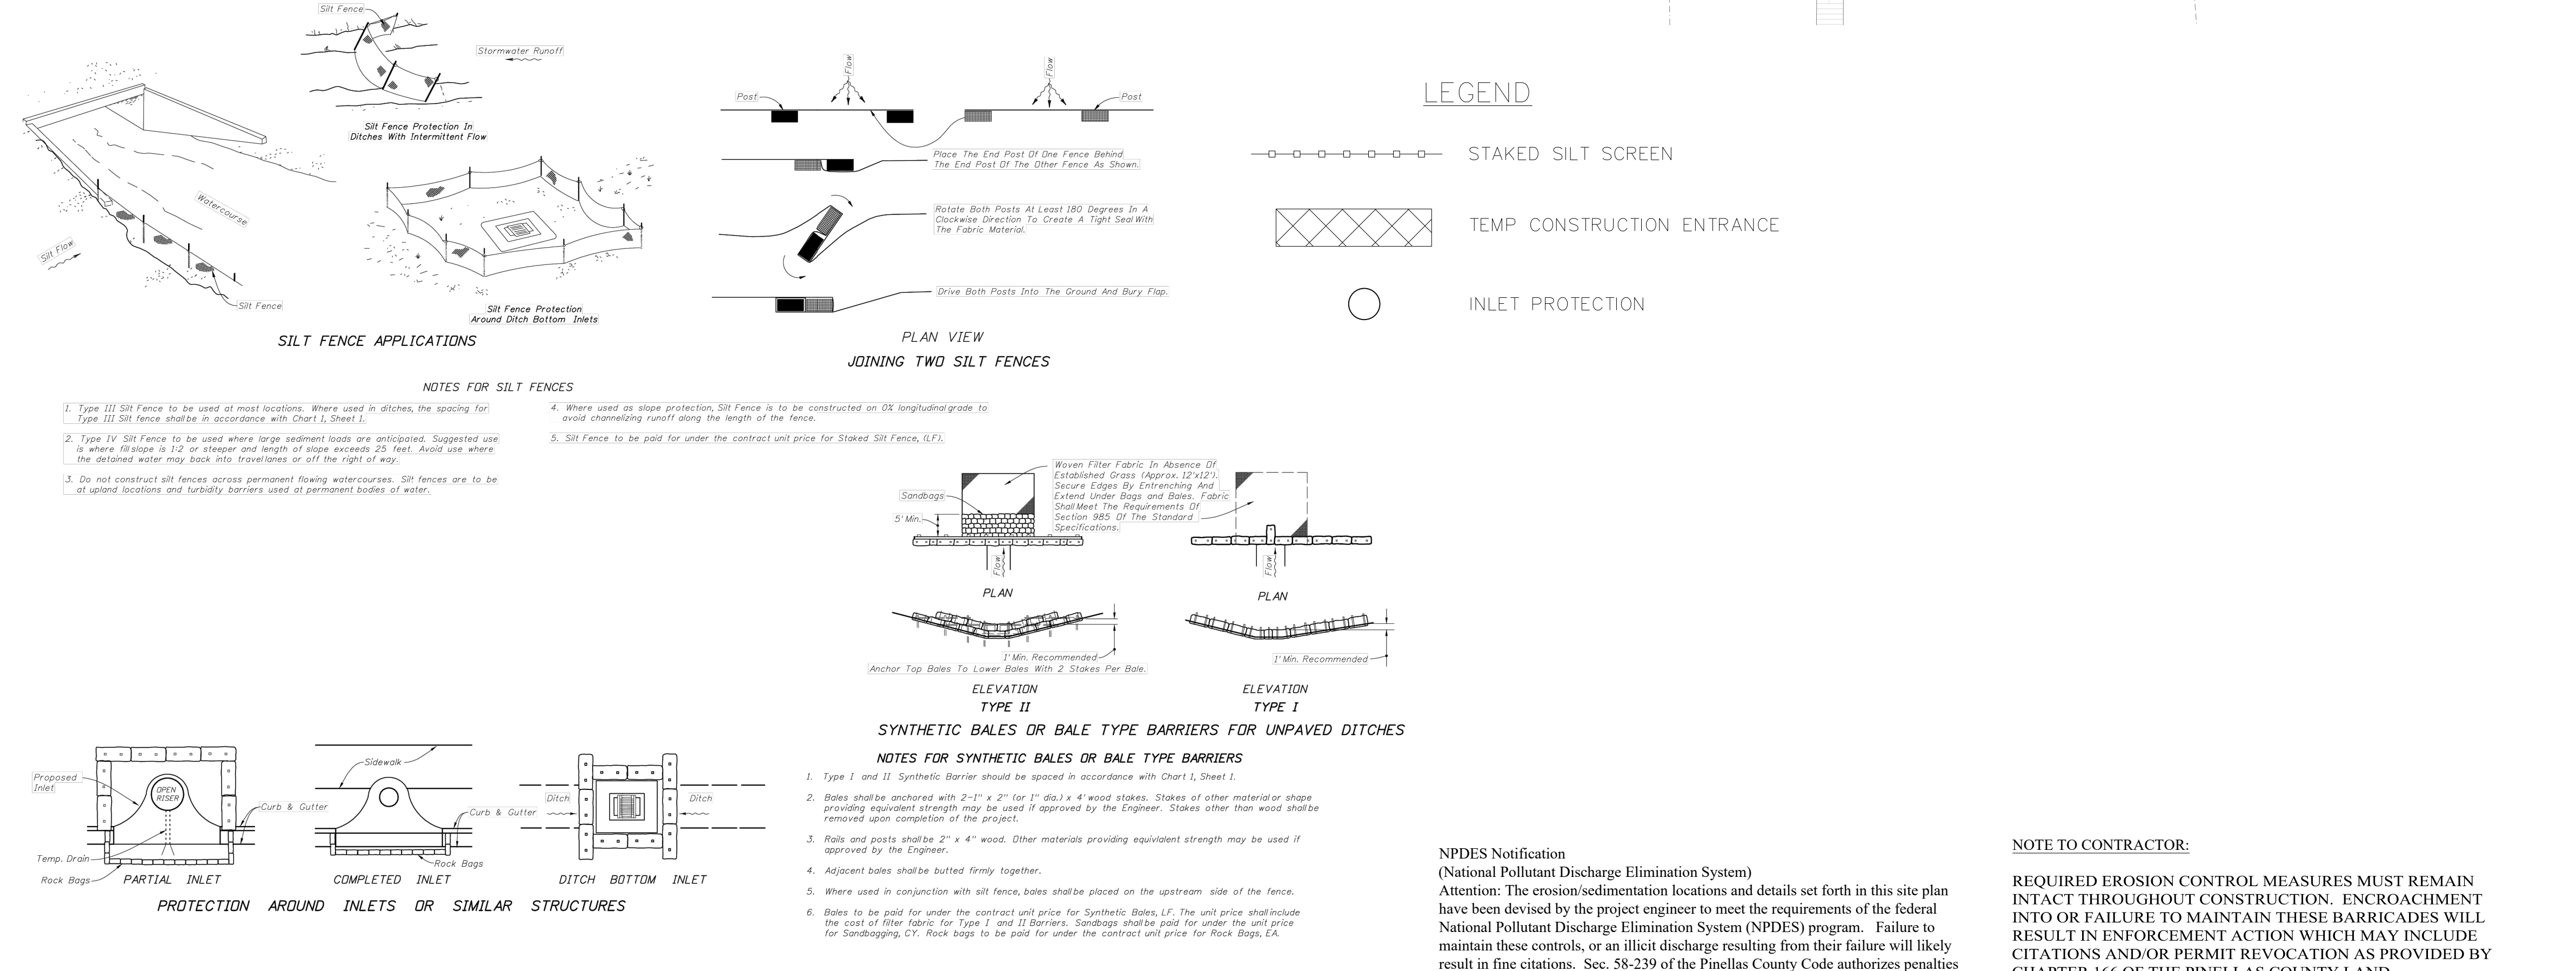 Silt Fence
Stormwater Runoff
Silt Fence Protection In
Ditches With Intermittent Flow
Watercourse
Silt Flow
Silt Fence
Silt Fence Protection
Around Ditch Bottom Inlets
SILT FENCE APPLICATIONS
Flow
Flow
Post
Post
Place The End Post Of One Fence Behind
The End Post Of The Other Fence As Shown.
Rotate Both Posts At Least 180 Degrees In A
Clockwise Direction To Create A Tight Seal With
The Fabric Material.
Drive Both Posts Into The Ground And Bury Flap.
PLAN VIEW
JOINING TWO SILT FENCES
LEGEND
STAKED SILT SCREEN
TEMP CONSTRUCTION ENTRANCE
INLET PROTECTION
NOTES FOR SILT FENCES
1. Type III Silt Fence to be used at most locations. Where used in ditches, the spacing for
Type III Silt fence shall be in accordance with Chart 1, Sheet 1.
2. Type IV Silt Fence to be used where large sediment loads are anticipated. Suggested use
is where fill slope is 1:2 or steeper and length of slope exceeds 25 feet. Avoid use where
the detained water may back into travel lanes or off the right of way.
3. Do not construct silt fences across permanent flowing watercourses. Silt fences are to be
at upland locations and turbidity barriers used at permanent bodies of water.
4. Where used as slope protection, Silt Fence is to be constructed on 0% longitudinal grade to
avoid channelizing runoff along the length of the fence.
5. Silt Fence to be paid for under the contract unit price for Staked Silt Fence, (LF).
Woven Filter Fabric In Absence Of
Established Grass (Approx. 12'x12').
Secure Edges By Entrenching And
Extend Under Bags and Bales. Fabric
Shall Meet The Requirements Of
Section 985 Of The Standard
Specifications.
Sandbags
5' Min.
Flow
Flow
PLAN
PLAN
1' Min. Recommended
Anchor Top Bales To Lower Bales With 2 Stakes Per Bale.
1' Min. Recommended
ELEVATION
TYPE II
ELEVATION
TYPE I
SYNTHETIC BALES OR BALE TYPE BARRIERS FOR UNPAVED DITCHES
NOTES FOR SYNTHETIC BALES OR BALE TYPE BARRIERS
1. Type I and II Synthetic Barrier should be spaced in accordance with Chart 1, Sheet 1.
2. Bales shall be anchored with 2-1" x 2" (or 1" dia.) x 4' wood stakes. Stakes of other material or shape
providing equivalent strength may be used if approved by the Engineer. Stakes other than wood shall be
removed upon completion of the project.
3. Rails and posts shall be 2" x 4" wood. Other materials providing equivlalent strength may be used if
approved by the Engineer.
4. Adjacent bales shall be butted firmly together.
5. Where used in conjunction with silt fence, bales shall be placed on the upstream side of the fence.
6. Bales to be paid for under the contract unit price for Synthetic Bales, LF. The unit price shall include
the cost of filter fabric for Type I and II Barriers. Sandbags shall be paid for under the unit price
for Sandbagging, CY. Rock bags to be paid for under the contract unit price for Rock Bags, EA.
Proposed
Inlet
OPEN
RISER
Curb & Gutter
Temp. Drain
Rock Bags
PARTIAL INLET
Sidewalk
Curb & Gutter
Rock Bags
COMPLETED INLET
Ditch
Ditch
DITCH BOTTOM INLET
PROTECTION AROUND INLETS OR SIMILAR STRUCTURES
NPDES Notification
(National Pollutant Discharge Elimination System)
Attention: The erosion/sedimentation locations and details set forth in this site plan
have been devised by the project engineer to meet the requirements of the federal
National Pollutant Discharge Elimination System (NPDES) program. Failure to
maintain these controls, or an illicit discharge resulting from their failure will likely
result in fine citations. Sec. 58-239 of the Pinellas County Code authorizes penalties
NOTE TO CONTRACTOR:
REQUIRED EROSION CONTROL MEASURES MUST REMAIN
INTACT THROUGHOUT CONSTRUCTION. ENCROACHMENT
INTO OR FAILURE TO MAINTAIN THESE BARRICADES WILL
RESULT IN ENFORCEMENT ACTION WHICH MAY INCLUDE
CITATIONS AND/OR PERMIT REVOCATION AS PROVIDED BY
CHAPTER 166 OF THE PINELLAS COUNTY LAND